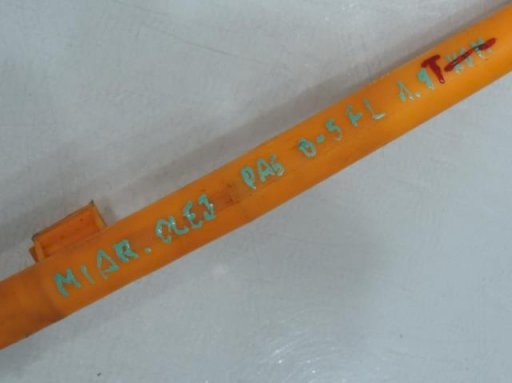 MIAR. OLEJ PAS B-5 FL 1.9T